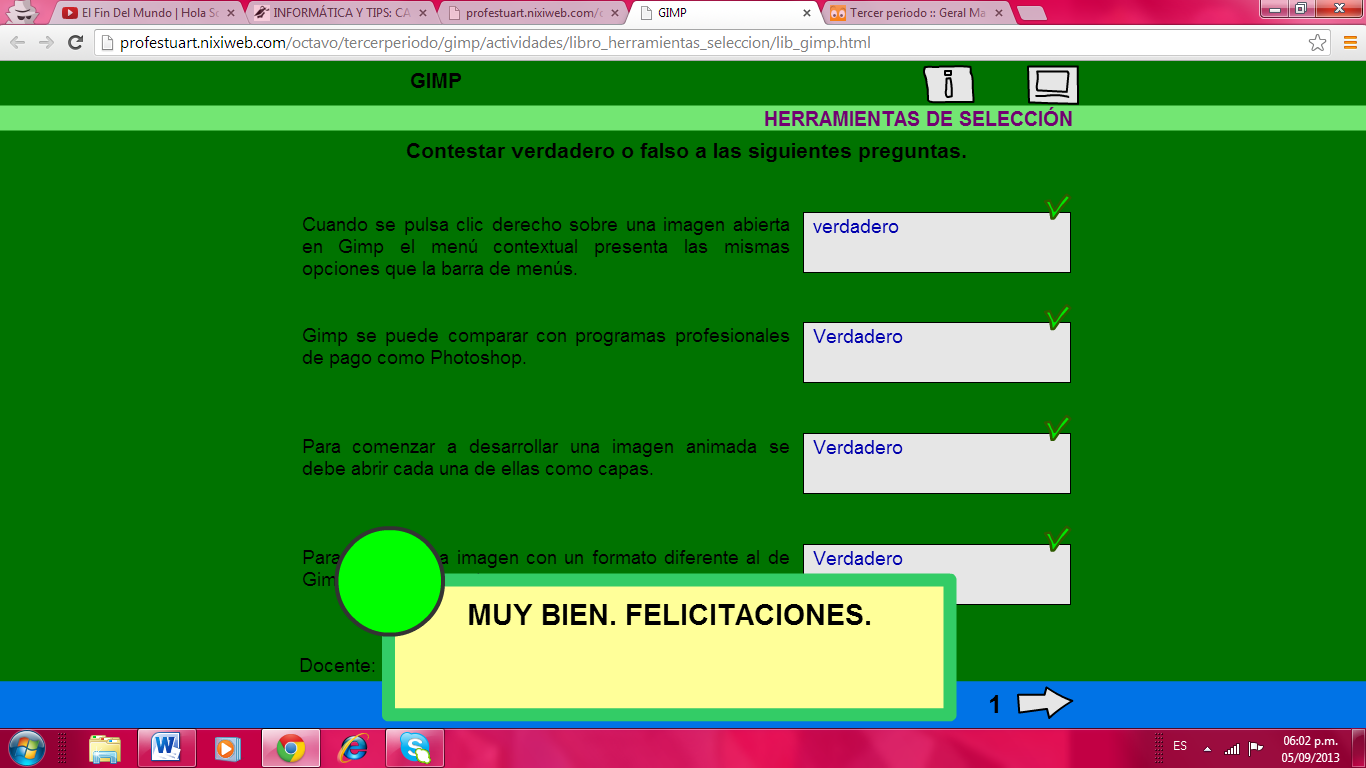 El Fin Del Mundo | Hola So
INFORMÁTICA Y TIPS: CA
profestuart.nixiweb.com/
GIMP
Tercer periodo :: Geral Ma
profestuart.nixiweb.com/octavo/tercerperiodo/gimp/actividades/libro_herramientas_seleccion/lib_gimp.html
GIMP
i
HERRAMIENTAS DE SELECCIÓN
Contestar verdadero o falso a las siguientes preguntas.
Cuando se pulsa clic derecho sobre una imagen abierta
en Gimp el menú contextual presenta las mismas
opciones que la barra de menús.
verdadero
Gimp se puede comparar con programas profesionales
de pago como Photoshop.
Verdadero
Para comenzar a desarrollar una imagen animada se
debe abrir cada una de ellas como capas.
Verdadero
Para a imagen con un formato diferente al de
Gim
Verdadero
MUY BIEN. FELICITACIONES.
Docente:
1
ES
06:02 p.m.
05/09/2013